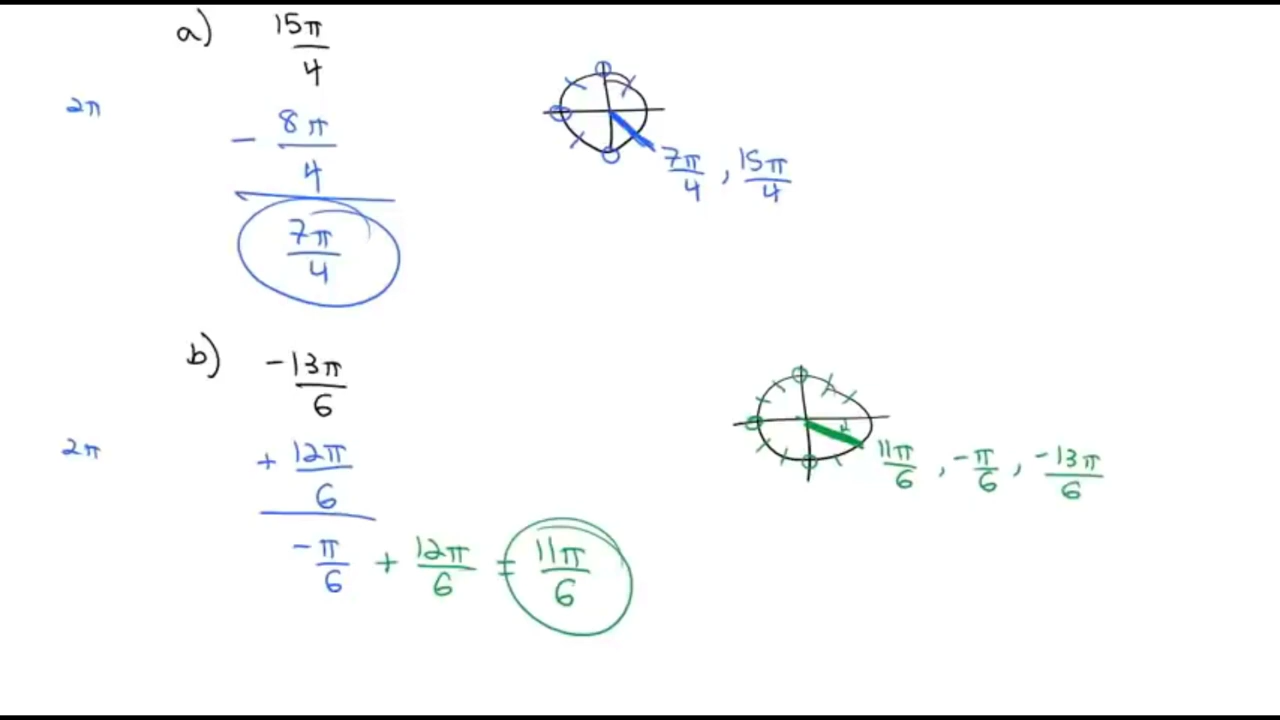 a) 15π/4
2π
- 8π/4
7π/4
7π/4 , 15π/4
b) -13π/6
2π
+ 12π/6
-π/6 + 12π/6 = 11π/6
11π/6 , -π/6 , -13π/6